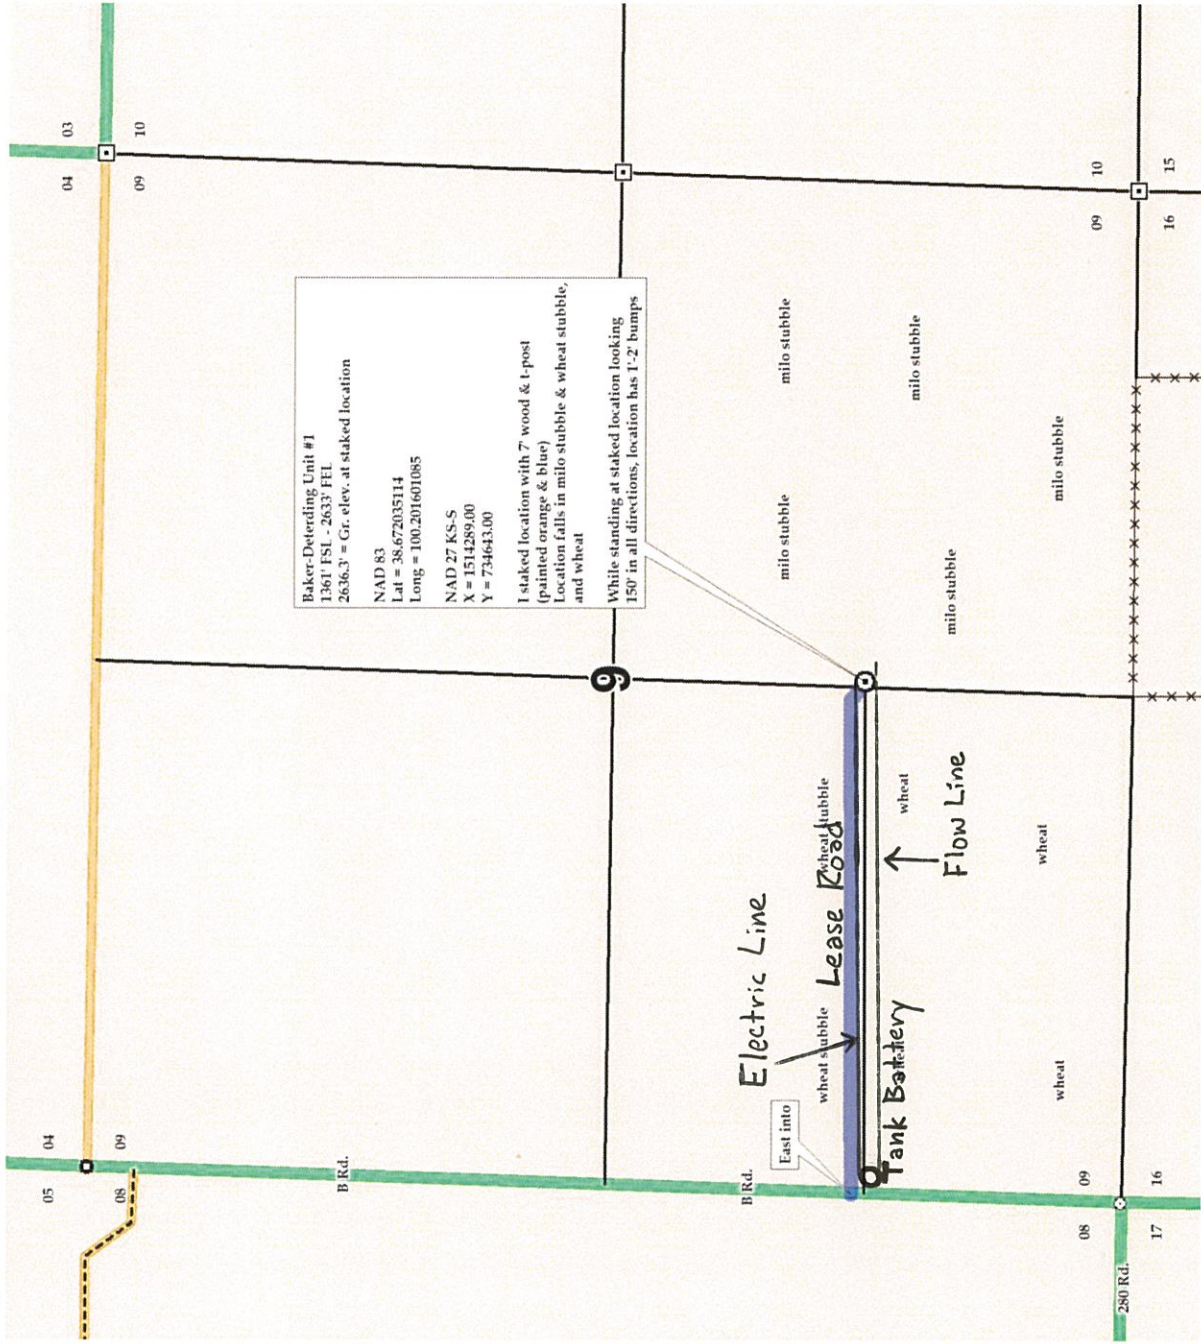 04
03
09
10
05
04
08
09
Baker-Deterding Unit #1
1361' FSL - 2633' FEL
2636.3' = Gr. elev. at staked location
NAD 83
Lat = 38.672035114
Long = 100.201601085
NAD 27 KS-S
X = 1514289.00
Y = 734643.00
I staked location with 7' wood & t-post
(painted orange & blue)
Location falls in milo stubble & wheat stubble,
and wheat
While standing at staked location looking
150' in all directions, location has 1'-2' bumps
B Rd.
9
B Rd.
East into
Electric Line
wheat stubble
wheat stubble
Lease Road
Tank Battery
wheat
Flow Line
wheat
wheat
milo stubble
milo stubble
milo stubble
milo stubble
milo stubble
09
10
16
15
08
09
17
16
280 Rd.